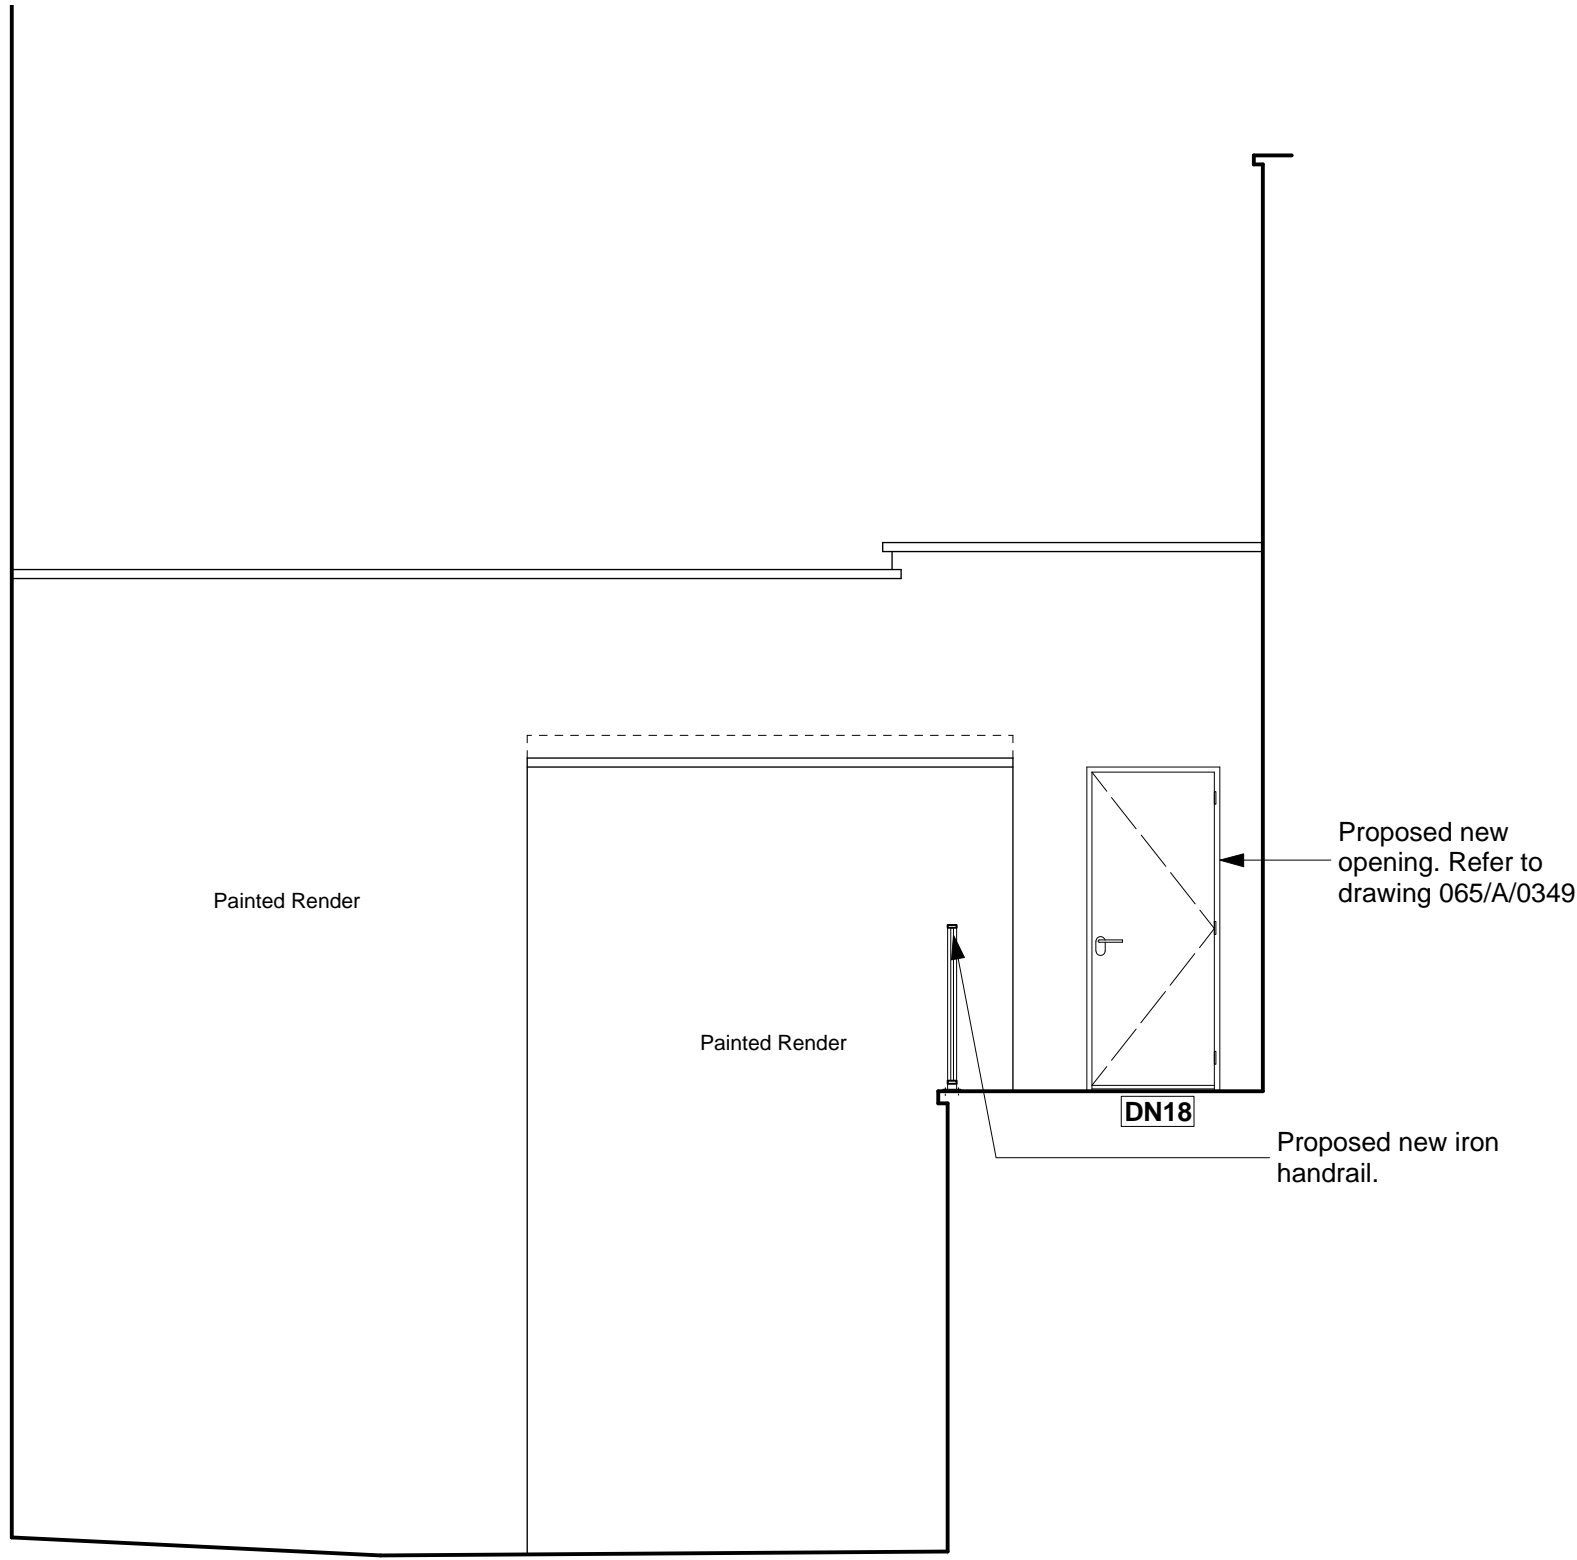 Proposed new
opening. Refer to
drawing 065/A/0349
Painted Render
Painted Render
DN18
Proposed new iron
handrail.